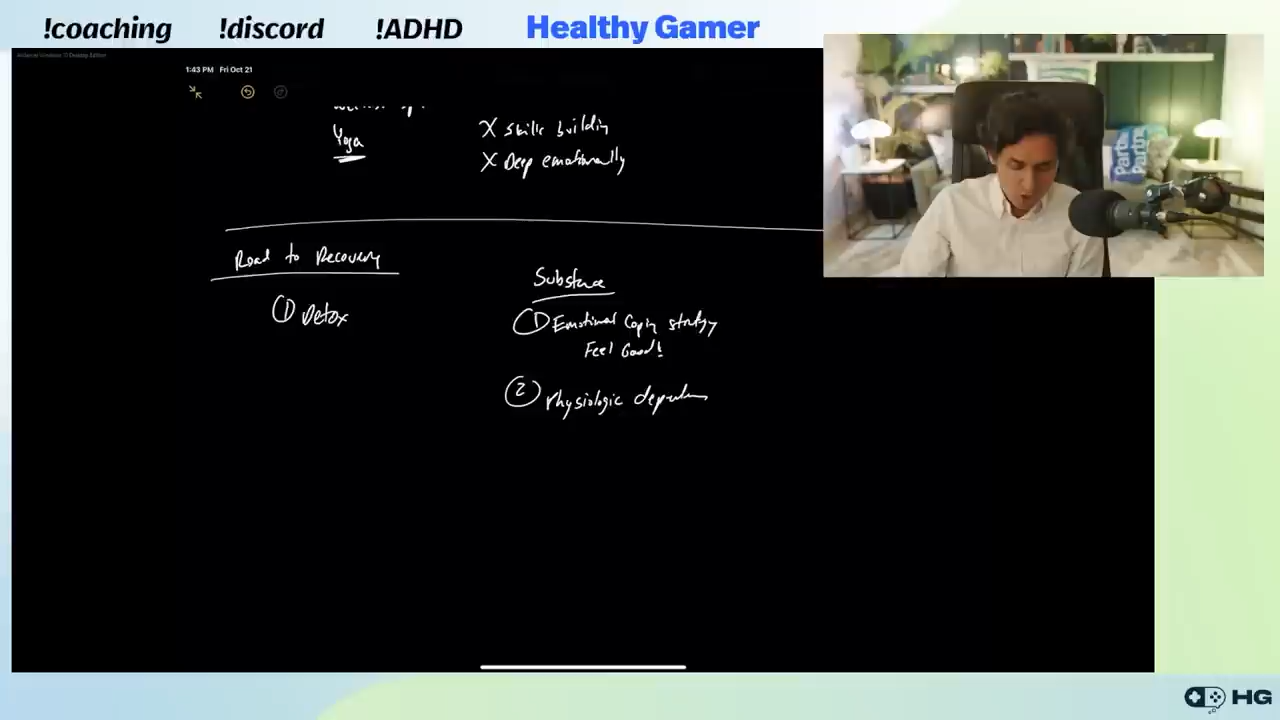 !coaching !discord !ADHD Healthy Gamer
1:43 PM Fri Oct 21
Yoga
X Skills building
X Deep emotionally
Road to Recovery
① Detox
Substance
① Emotional Coping strategy
Feel Good!
② Physiologic
HG